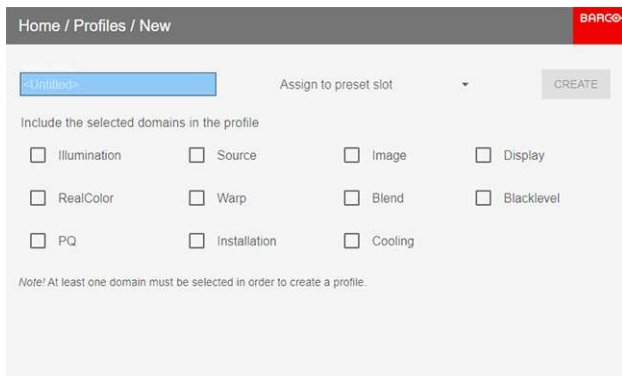 Home / Profiles / New
BARCO
<Untitled>
Assign to preset slot
CREATE
Include the selected domains in the profile
Illumination
Source
Image
Display
RealColor
Warp
Blend
Blacklevel
PQ
Installation
Cooling
Note! At least one domain must be selected in order to create a profile.